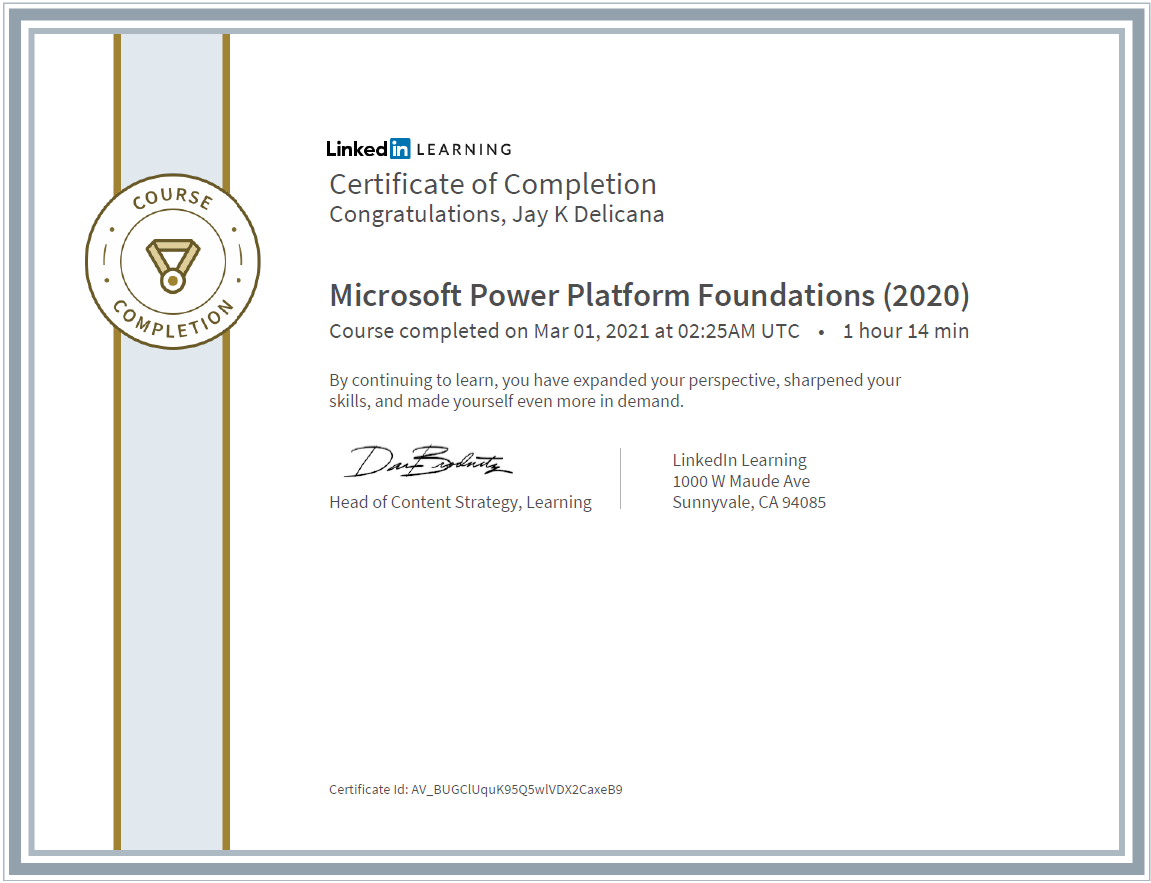 COURSE
COMPLETION
Linked in LEARNING
Certificate of Completion
Congratulations, Jay K Delicana
Microsoft Power Platform Foundations (2020)
Course completed on Mar 01, 2021 at 02:25AM UTC • 1 hour 14 min
By continuing to learn, you have expanded your perspective, sharpened your
skills, and made yourself even more in demand.
Head of Content Strategy, Learning
LinkedIn Learning
1000 W Maude Ave
Sunnyvale, CA 94085
Certificate Id: AV_BUGClUquK95Q5wlVDX2CaxeB9